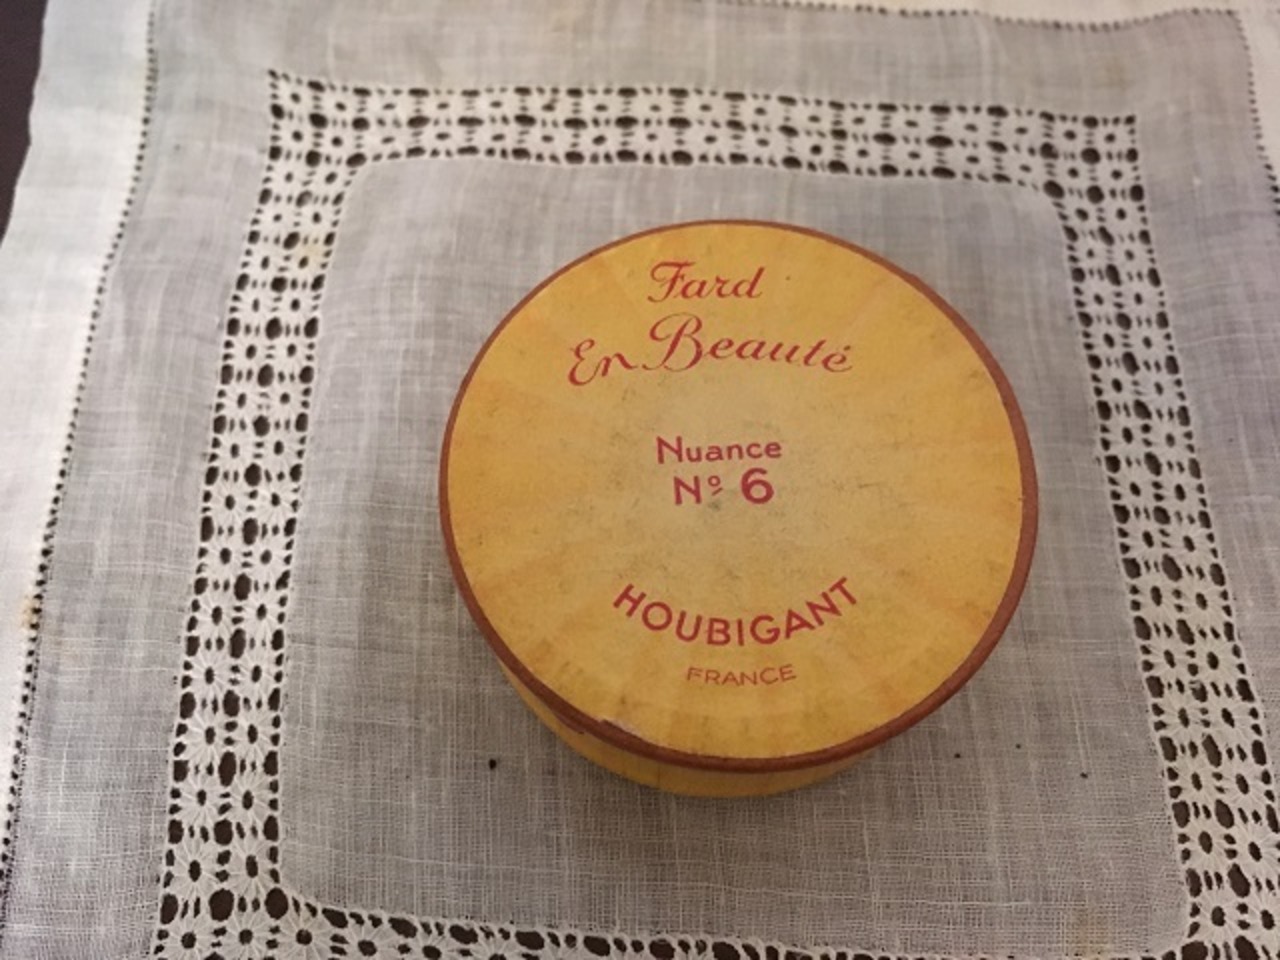 Fard
En Beauté
Nuance
Nº 6
HOUBIGANT
FRANCE